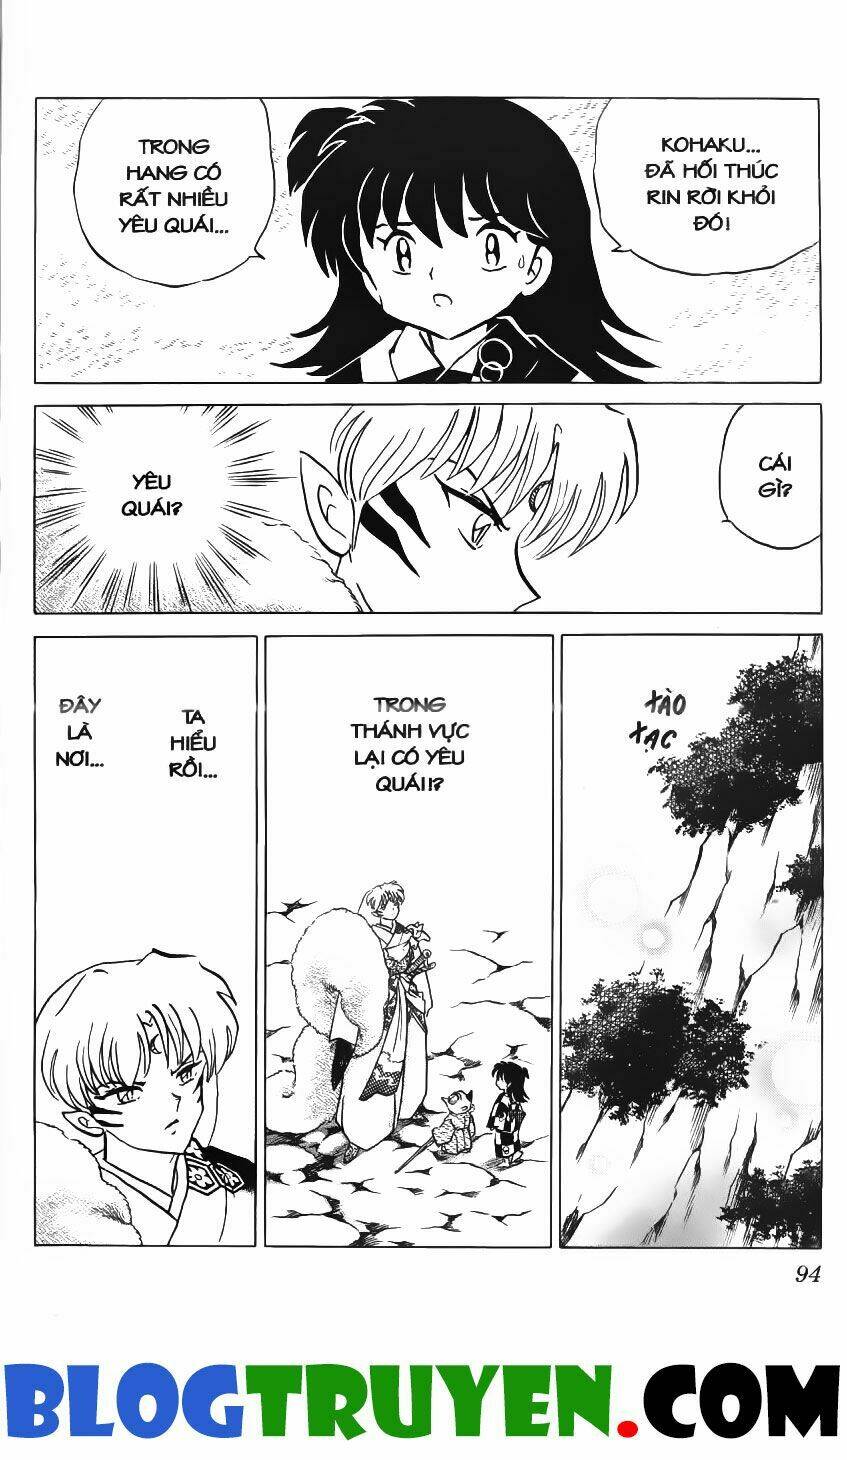 KOHAKU...
ĐÃ HỐI THÚC
RIN RỜI KHỎI
ĐÓ!
TRONG
HANG CÓ
RẤT NHIỀU
YÊU QUÁI...
CÁI
GÌ?
YÊU
QUÁI?
XÀO
XẠC
TRONG
THÁNH VỰC
LẠI CÓ YÊU
QUÁI!?
TA
HIỂU
RỒI...
ĐÂY
LÀ
NƠI...
94
BLOGTRUYEN.COM